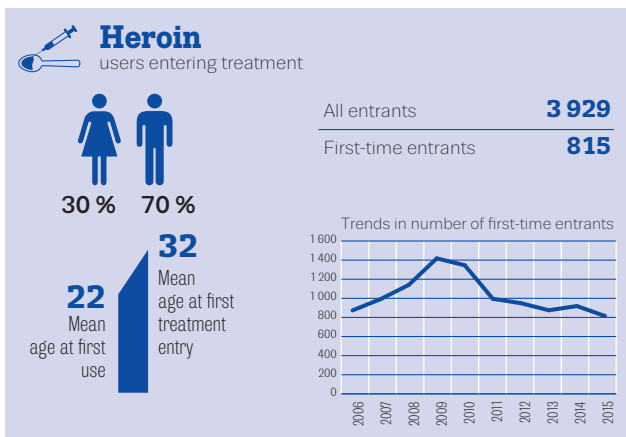 Heroin
users entering treatment
30 % 70 %
22
Mean
age at first
use
32
Mean
age at first
treatment
entry
All entrants 3 929
First-time entrants 815
Trends in number of first-time entrants
1 600
1 400
1 200
1 000
800
600
400
200
0
2006 2007 2008 2009 2010 2011 2012 2013 2014 2015